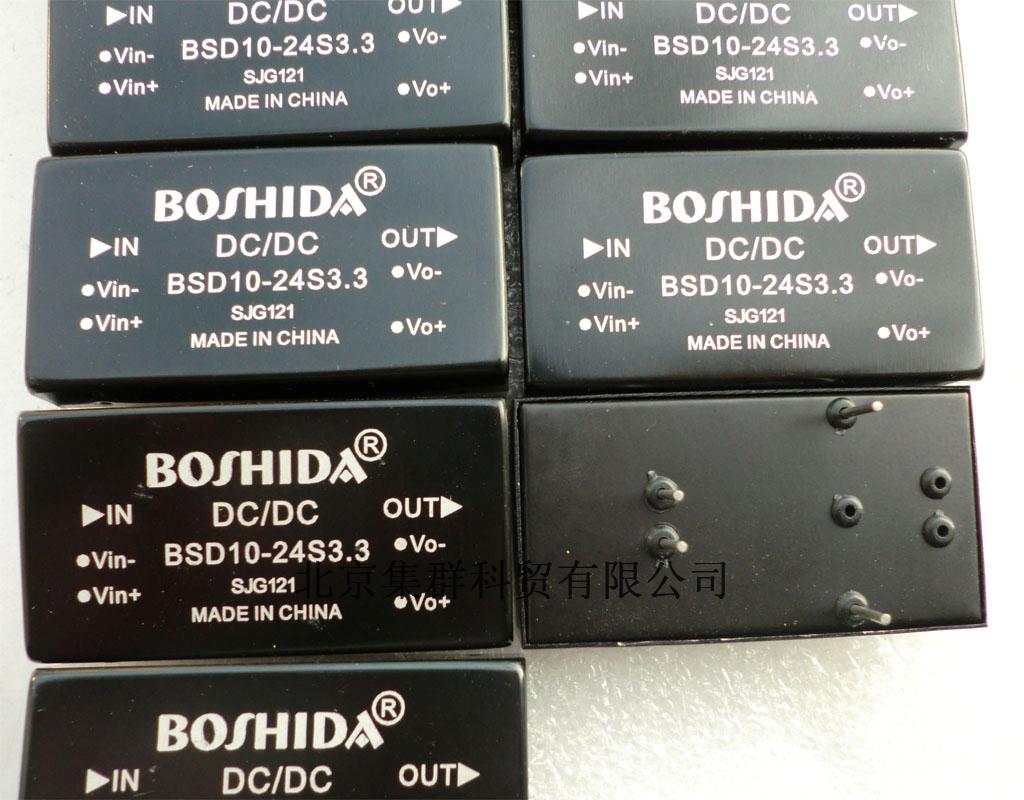 ▶IN DC/DC OUT▶
●Vin- BSD10-24S3.3 ●Vo-
●Vin+ SJG121
MADE IN CHINA ●Vo+
▶IN DC/DC OUT▶
●Vin- BSD10-24S3.3 ●Vo-
●Vin+ SJG121
MADE IN CHINA ●Vo+
BOSHIDA®
▶IN DC/DC OUT▶
●Vin- BSD10-24S3.3 ●Vo-
●Vin+ SJG121
MADE IN CHINA ●Vo+
BOSHIDA®
▶IN DC/DC OUT▶
●Vin- BSD10-24S3.3 ●Vo-
●Vin+ SJG121
MADE IN CHINA ●Vo+
BOSHIDA®
▶IN DC/DC OUT▶
●Vin- BSD10-24S3.3 ●Vo-
●Vin+ SJG121
MADE IN CHINA ●Vo+
北京集群科贸有限公司
BOSHIDA®
▶IN DC/DC OUT▶